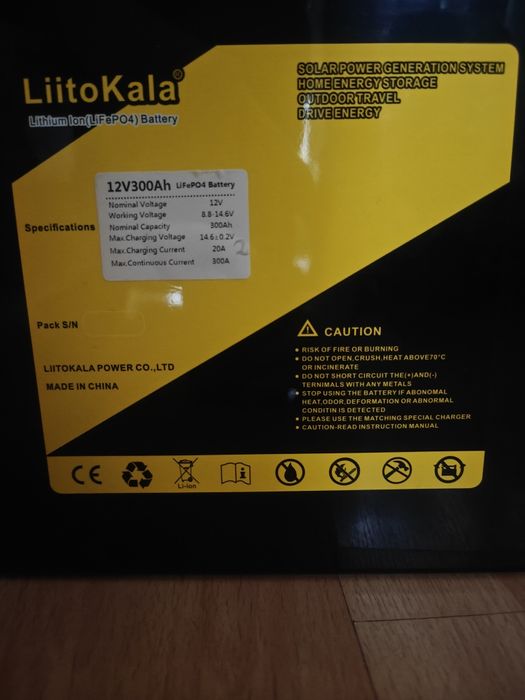 LiitoKala®
Lithium Ion(LiFePO4) Battery
SOLAR POWER GENERATION SYSTEM
HOME ENERGY STORAGE
OUTDOOR TRAVEL
DRIVE ENERGY
Specifications
12V300Ah LiFePO4 Battery
Nominal Voltage 12V
Working Voltage 8.8-14.6V
Nominal Capacity 300Ah
Max.Charging Voltage 14.6±0.2V
Max.Charging Current 20A
Max.Continuous Current 300A
2
Pack S/N
LIITOKALA POWER CO.,LTD
MADE IN CHINA
CAUTION
• RISK OF FIRE OR BURNING
• DO NOT OPEN,CRUSH,HEAT ABOVE70°C
OR INCINERATE
• DO NOT SHORT CIRCUIT THE(+)AND(-)
TERNIMALS WITH ANY METALS
• STOP USING THE BATTERY IF ABONOMAL
HEAT,ODOR,DEFORMATION OR ABNORMAL
CONDITIN IS DETECTED
• PLEASE USE THE MATCHING SPECIAL CHARGER
• CAUTION-READ INSTRUCTION MANUAL
CE
Li-ion